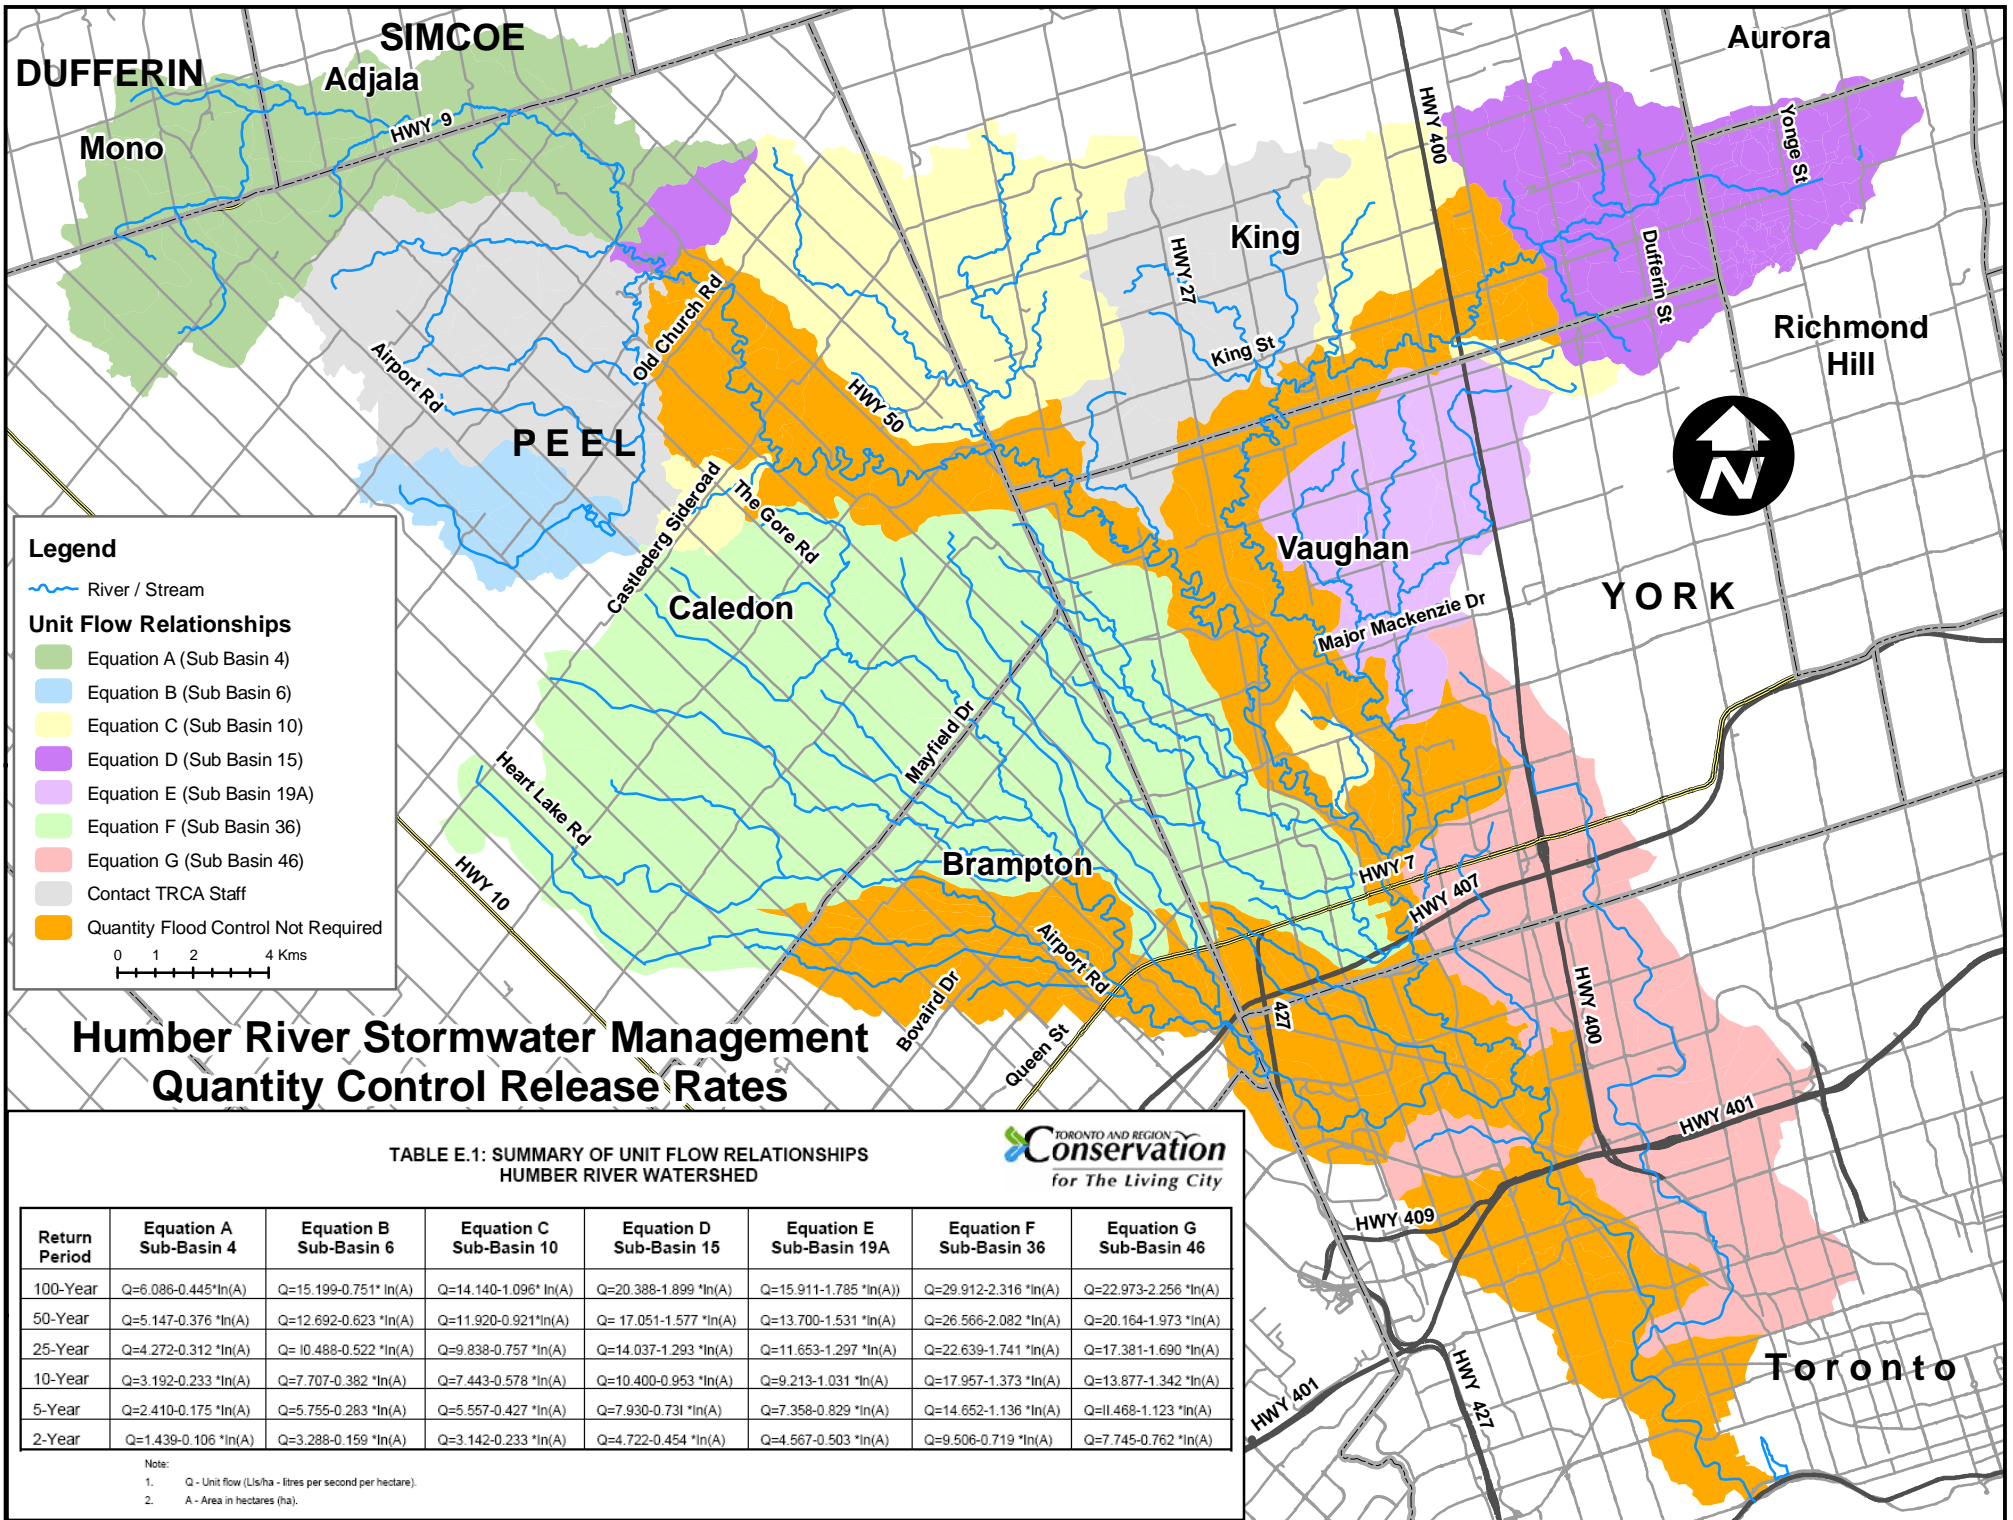 DUFFERIN
SIMCOE
Adjala
Mono
HWY 9
HWY 400
Aurora
Yonge St
Dufferin St
Richmond
Hill
King
HWY 27
King St
Old Church Rd
Airport Rd
HWY 50
PEEL
Castlederg Sideroad
The Gore Rd
Caledon
Vaughan
Major Mackenzie Dr
YORK
N
Mayfield Dr
Heart Lake Rd
HWY 10
Brampton
HWY 7
HWY 407
Airport Rd
Bovaird Dr
Queen St
427
HWY 400
HWY 401
HWY 409
HWY 401
HWY 427
Toronto
Legend
River / Stream
Unit Flow Relationships
Equation A (Sub Basin 4)
Equation B (Sub Basin 6)
Equation C (Sub Basin 10)
Equation D (Sub Basin 15)
Equation E (Sub Basin 19A)
Equation F (Sub Basin 36)
Equation G (Sub Basin 46)
Contact TRCA Staff
Quantity Flood Control Not Required
0 1 2 4 Kms
Humber River Stormwater Management
Quantity Control Release Rates
TABLE E.1: SUMMARY OF UNIT FLOW RELATIONSHIPS
HUMBER RIVER WATERSHED
TORONTO AND REGION
Conservation
for The Living City
Return Period Equation A Sub-Basin 4 Equation B Sub-Basin 6 Equation C Sub-Basin 10 Equation D Sub-Basin 15 Equation E Sub-Basin 19A Equation F Sub-Basin 36 Equation G Sub-Basin 46
100-Year Q=6.086-0.445*ln(A) Q=15.199-0.751* ln(A) Q=14.140-1.096* ln(A) Q=20.388-1.899 *ln(A) Q=15.911-1.785 *ln(A)) Q=29.912-2.316 *ln(A) Q=22.973-2.256 *ln(A)
50-Year Q=5.147-0.376 *ln(A) Q=12.692-0.623 *ln(A) Q=11.920-0.921*ln(A) Q= 17.051-1.577 *ln(A) Q=13.700-1.531 *ln(A) Q=26.566-2.082 *ln(A) Q=20.164-1.973 *ln(A)
25-Year Q=4.272-0.312 *ln(A) Q= l0.488-0.522 *ln(A) Q=9.838-0.757 *ln(A) Q=14.037-1.293 *ln(A) Q=11.653-1.297 *ln(A) Q=22.639-1.741 *ln(A) Q=17.381-1.690 *ln(A)
10-Year Q=3.192-0.233 *ln(A) Q=7.707-0.382 *ln(A) Q=7.443-0.578 *ln(A) Q=10.400-0.953 *ln(A) Q=9.213-1.031 *ln(A) Q=17.957-1.373 *ln(A) Q=13.877-1.342 *ln(A)
5-Year Q=2.410-0.175 *ln(A) Q=5.755-0.283 *ln(A) Q=5.557-0.427 *ln(A) Q=7.930-0.73l *ln(A) Q=7.358-0.829 *ln(A) Q=14.652-1.136 *ln(A) Q=ll.468-1.123 *ln(A)
2-Year Q=1.439-0.106 *ln(A) Q=3.288-0.159 *ln(A) Q=3.142-0.233 *ln(A) Q=4.722-0.454 *ln(A) Q=4.567-0.503 *ln(A) Q=9.506-0.719 *ln(A) Q=7.745-0.762 *ln(A)
Note:
1. Q - Unit flow (Lls/ha - litres per second per hectare).
2. A - Area in hectares (ha).